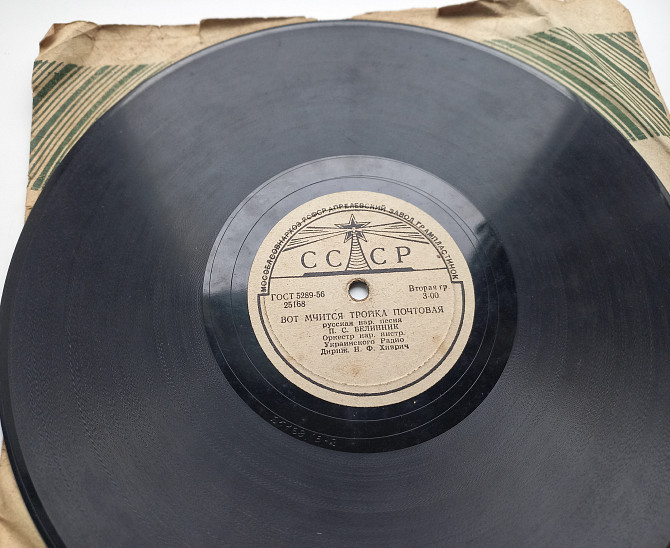 МОСОБЛСОВНАРХОЗ РСФСР АПРЕЛЕВСКИЙ ЗАВОД ГРАМПЛАСТИНОК
СССР
ГОСТ 5289-56
25168
Вторая гр.
3-00
ВОТ МЧИТСЯ ТРОЙКА ПОЧТОВАЯ
русская нар. песня
П. С. БЕЛИННИК
Оркестр нар. инстр.
Украинского Радио
Дириж. И. Ф. Хиврич